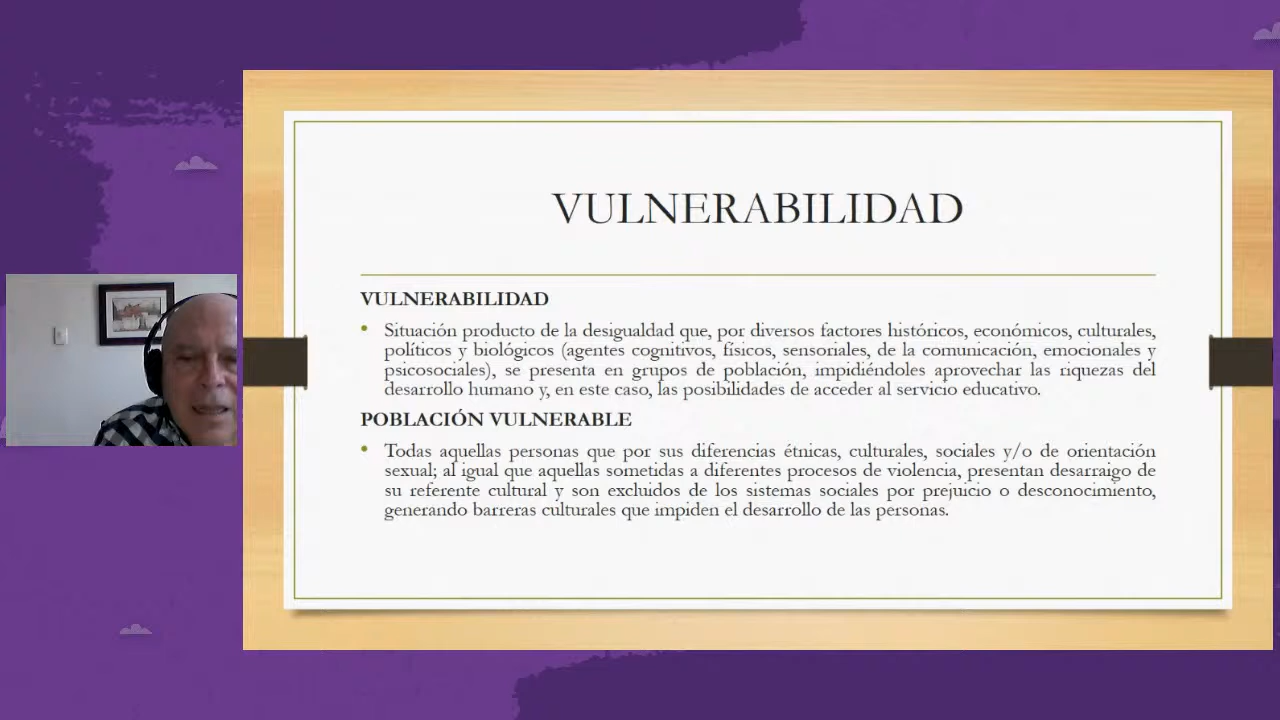 VULNERABILIDAD
VULNERABILIDAD
• Situación producto de la desigualdad que, por diversos factores históricos, económicos, culturales,
políticos y biológicos (agentes cognitivos, físicos, sensoriales, de la comunicación, emocionales y
psicosociales), se presenta en grupos de población, impidiéndoles aprovechar las riquezas del
desarrollo humano y, en este caso, las posibilidades de acceder al servicio educativo.
POBLACIÓN VULNERABLE
• Todas aquellas personas que por sus diferencias étnicas, culturales, sociales y/o de orientación
sexual; al igual que aquellas sometidas a diferentes procesos de violencia, presentan desarraigo de
su referente cultural y son excluidos de los sistemas sociales por prejuicio o desconocimiento,
generando barreras culturales que impiden el desarrollo de las personas.